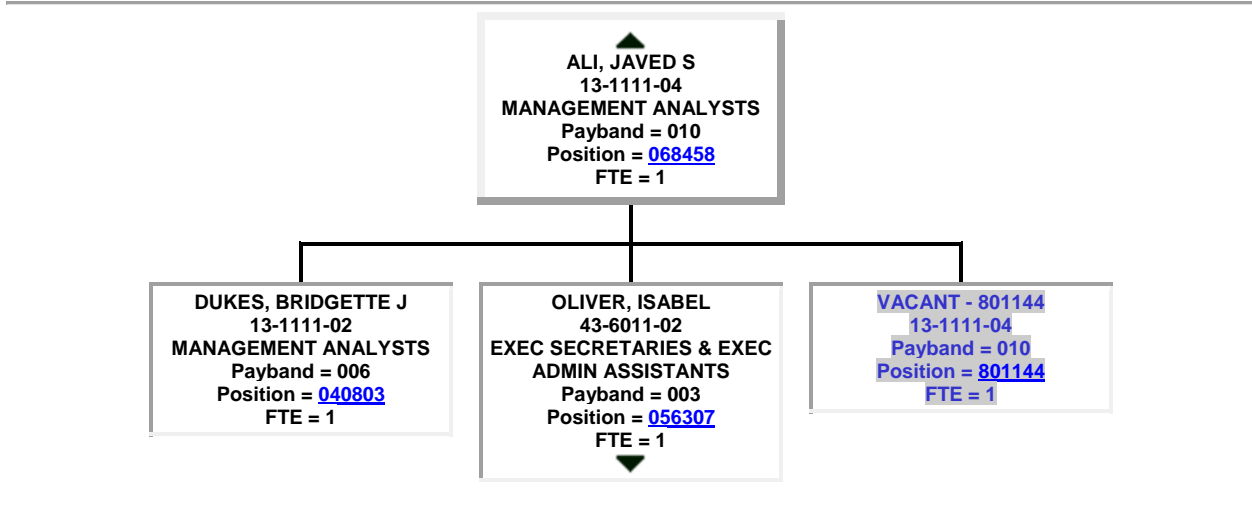 ALI, JAVED S
13-1111-04
MANAGEMENT ANALYSTS
Payband = 010
Position = 068458
FTE = 1
DUKES, BRIDGETTE J
13-1111-02
MANAGEMENT ANALYSTS
Payband = 006
Position = 040803
FTE = 1
OLIVER, ISABEL
43-6011-02
EXEC SECRETARIES & EXEC
ADMIN ASSISTANTS
Payband = 003
Position = 056307
FTE = 1
VACANT - 801144
13-1111-04
Payband = 010
Position = 801144
FTE = 1